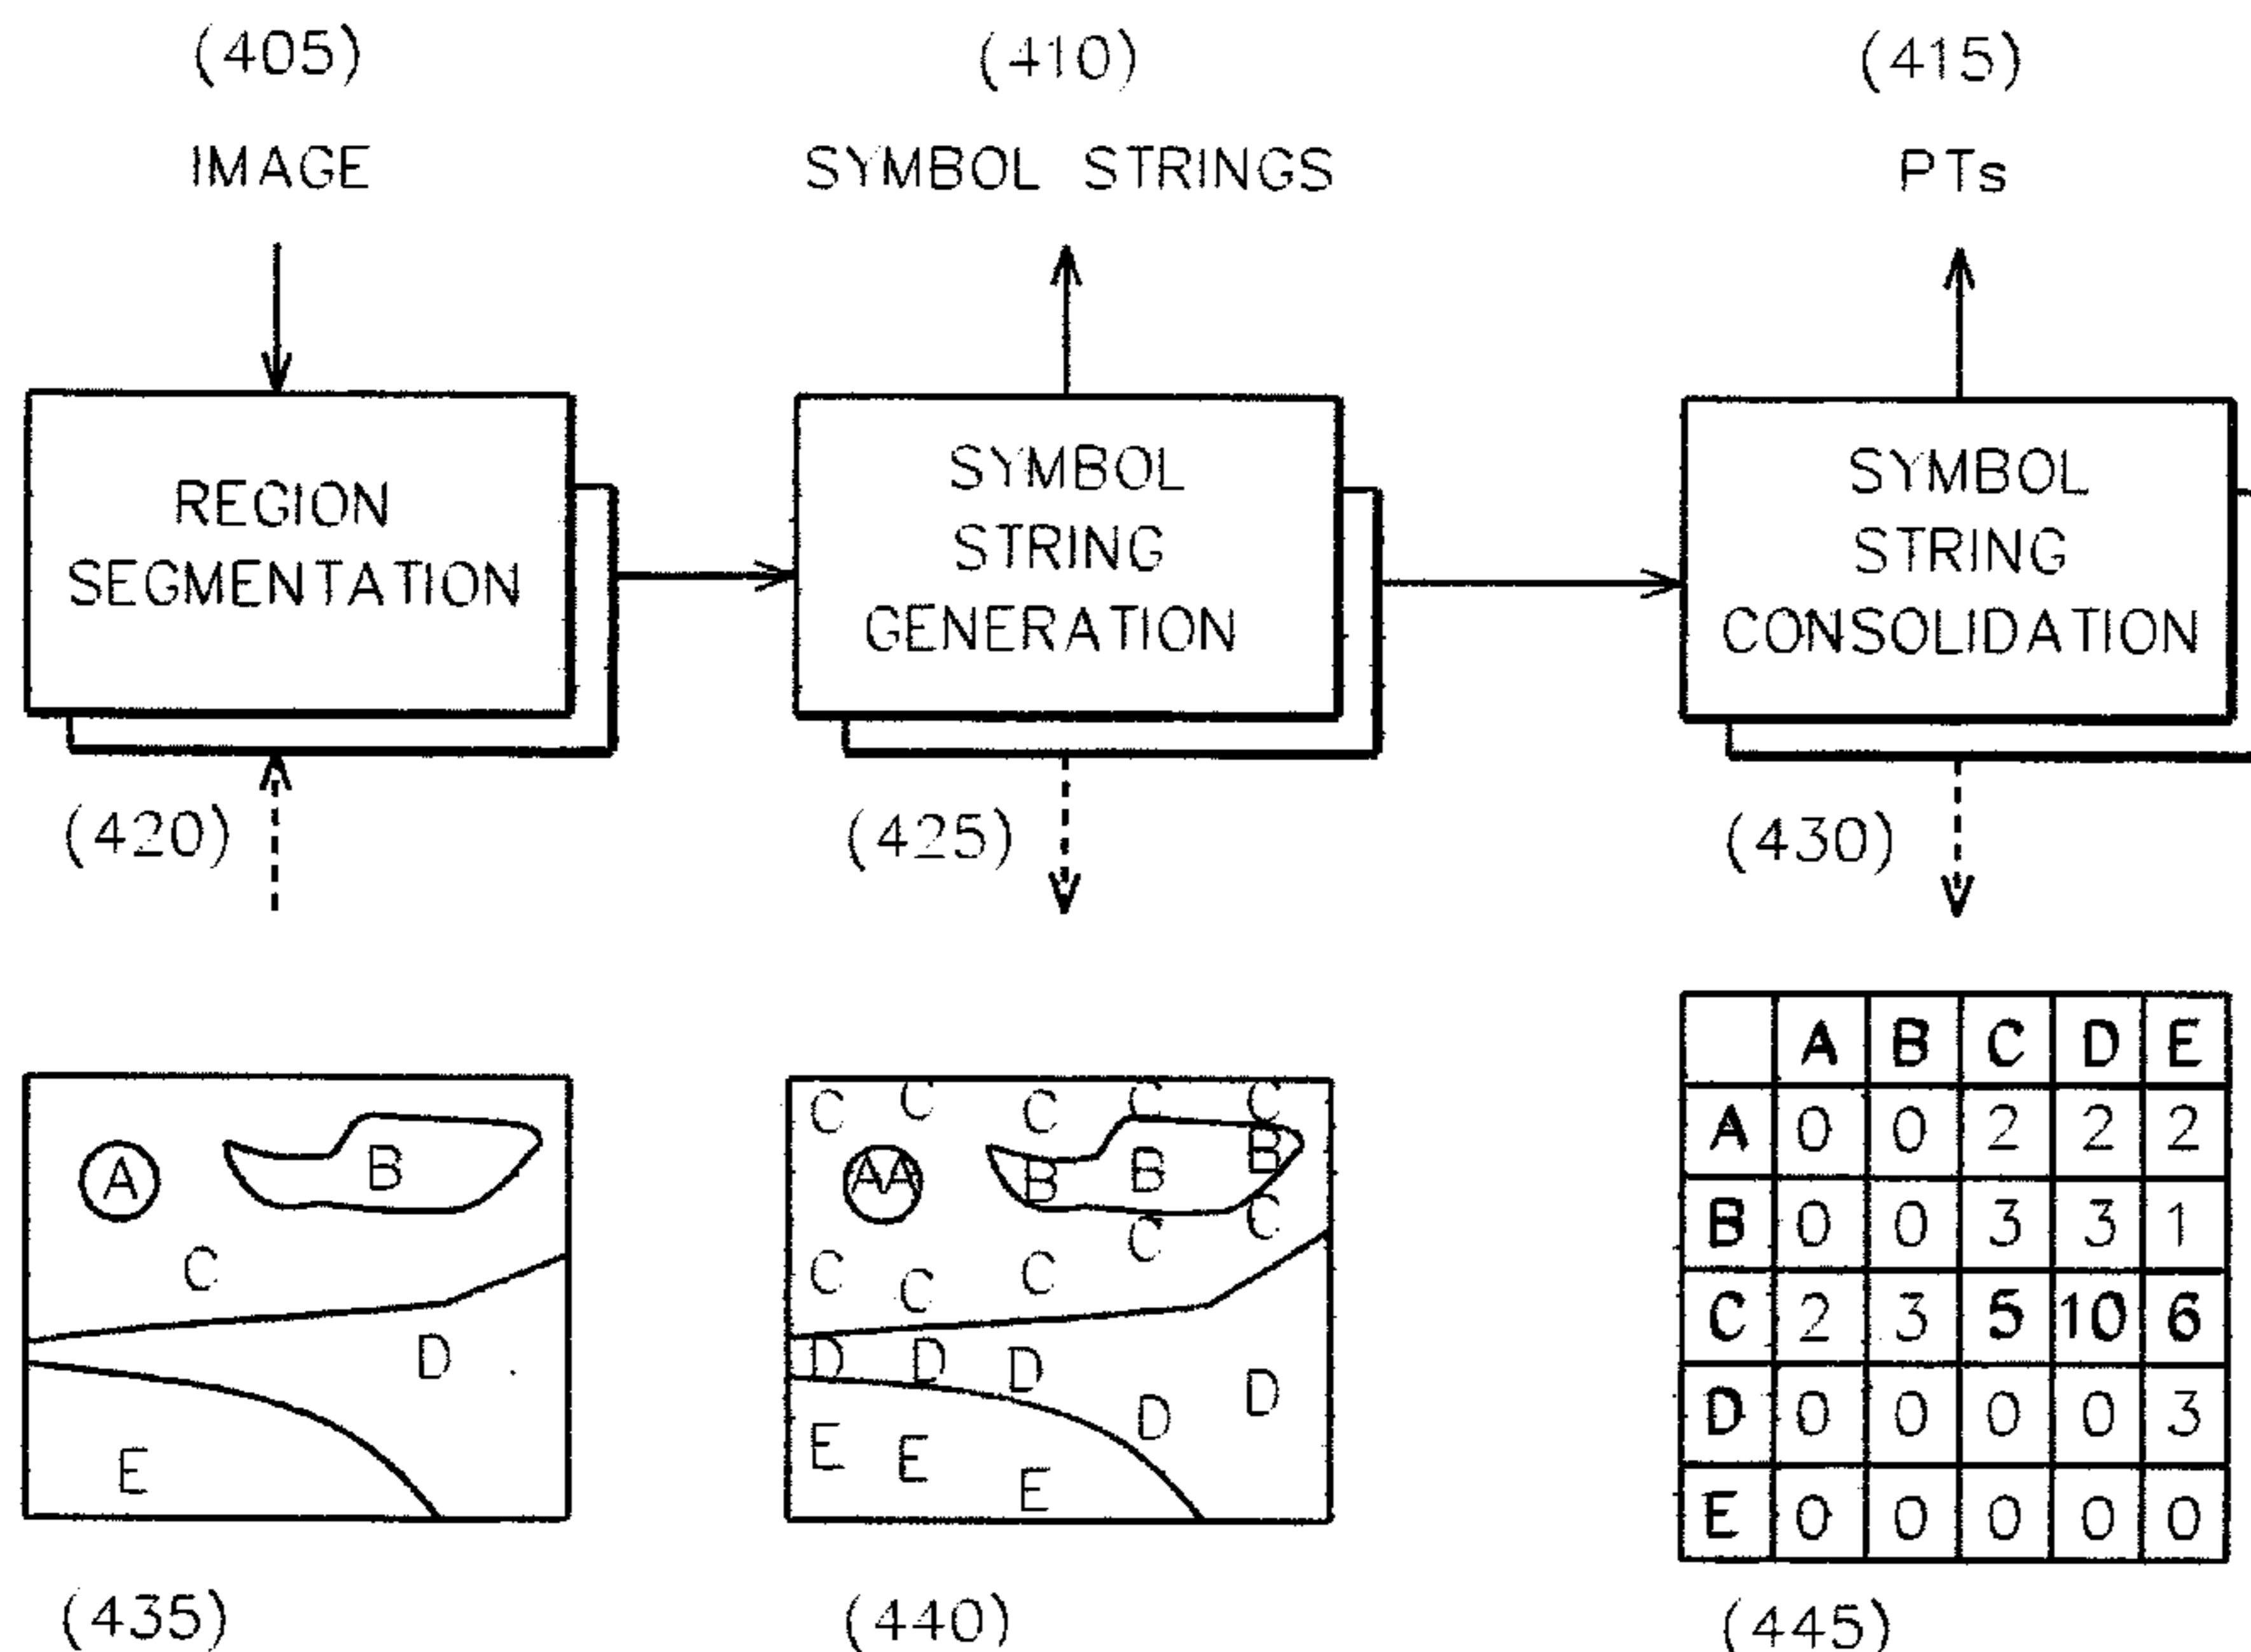 (405)
(410)
(415)
IMAGE
SYMBOL STRINGS
PTs
REGION
SEGMENTATION
SYMBOL
STRING
GENERATION
SYMBOL
STRING
CONSOLIDATION
(420)
(425)
(430)
A
B
C
D
E
C C C C C
AA B B B
C C C C C
D D D D D
E E E
A B C D E
A 0 0 2 2 2
B 0 0 3 3 1
C 2 3 5 10 6
D 0 0 0 0 3
E 0 0 0 0 0
(435)
(440)
(445)